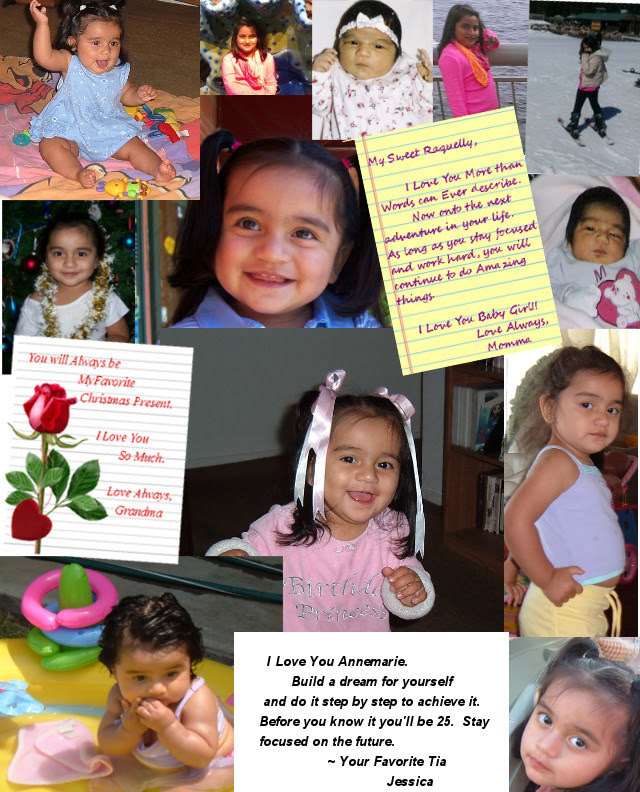 My Sweet Raquelly,
I Love You More than
Words can Ever describe.
Now onto the next
adventure in your life.
As long as you stay focused
and work hard, you will
continue to do Amazing
things.
I Love You Baby Girl!!
Love Always,
Momma
You will Always be
My Favorite
Christmas Present.
I Love You
So Much.
Love Always,
Grandma
Birthday
Princess
I Love You Annemarie.
Build a dream for yourself
and do it step by step to achieve it.
Before you know it you'll be 25. Stay
focused on the future.
~ Your Favorite Tia
Jessica